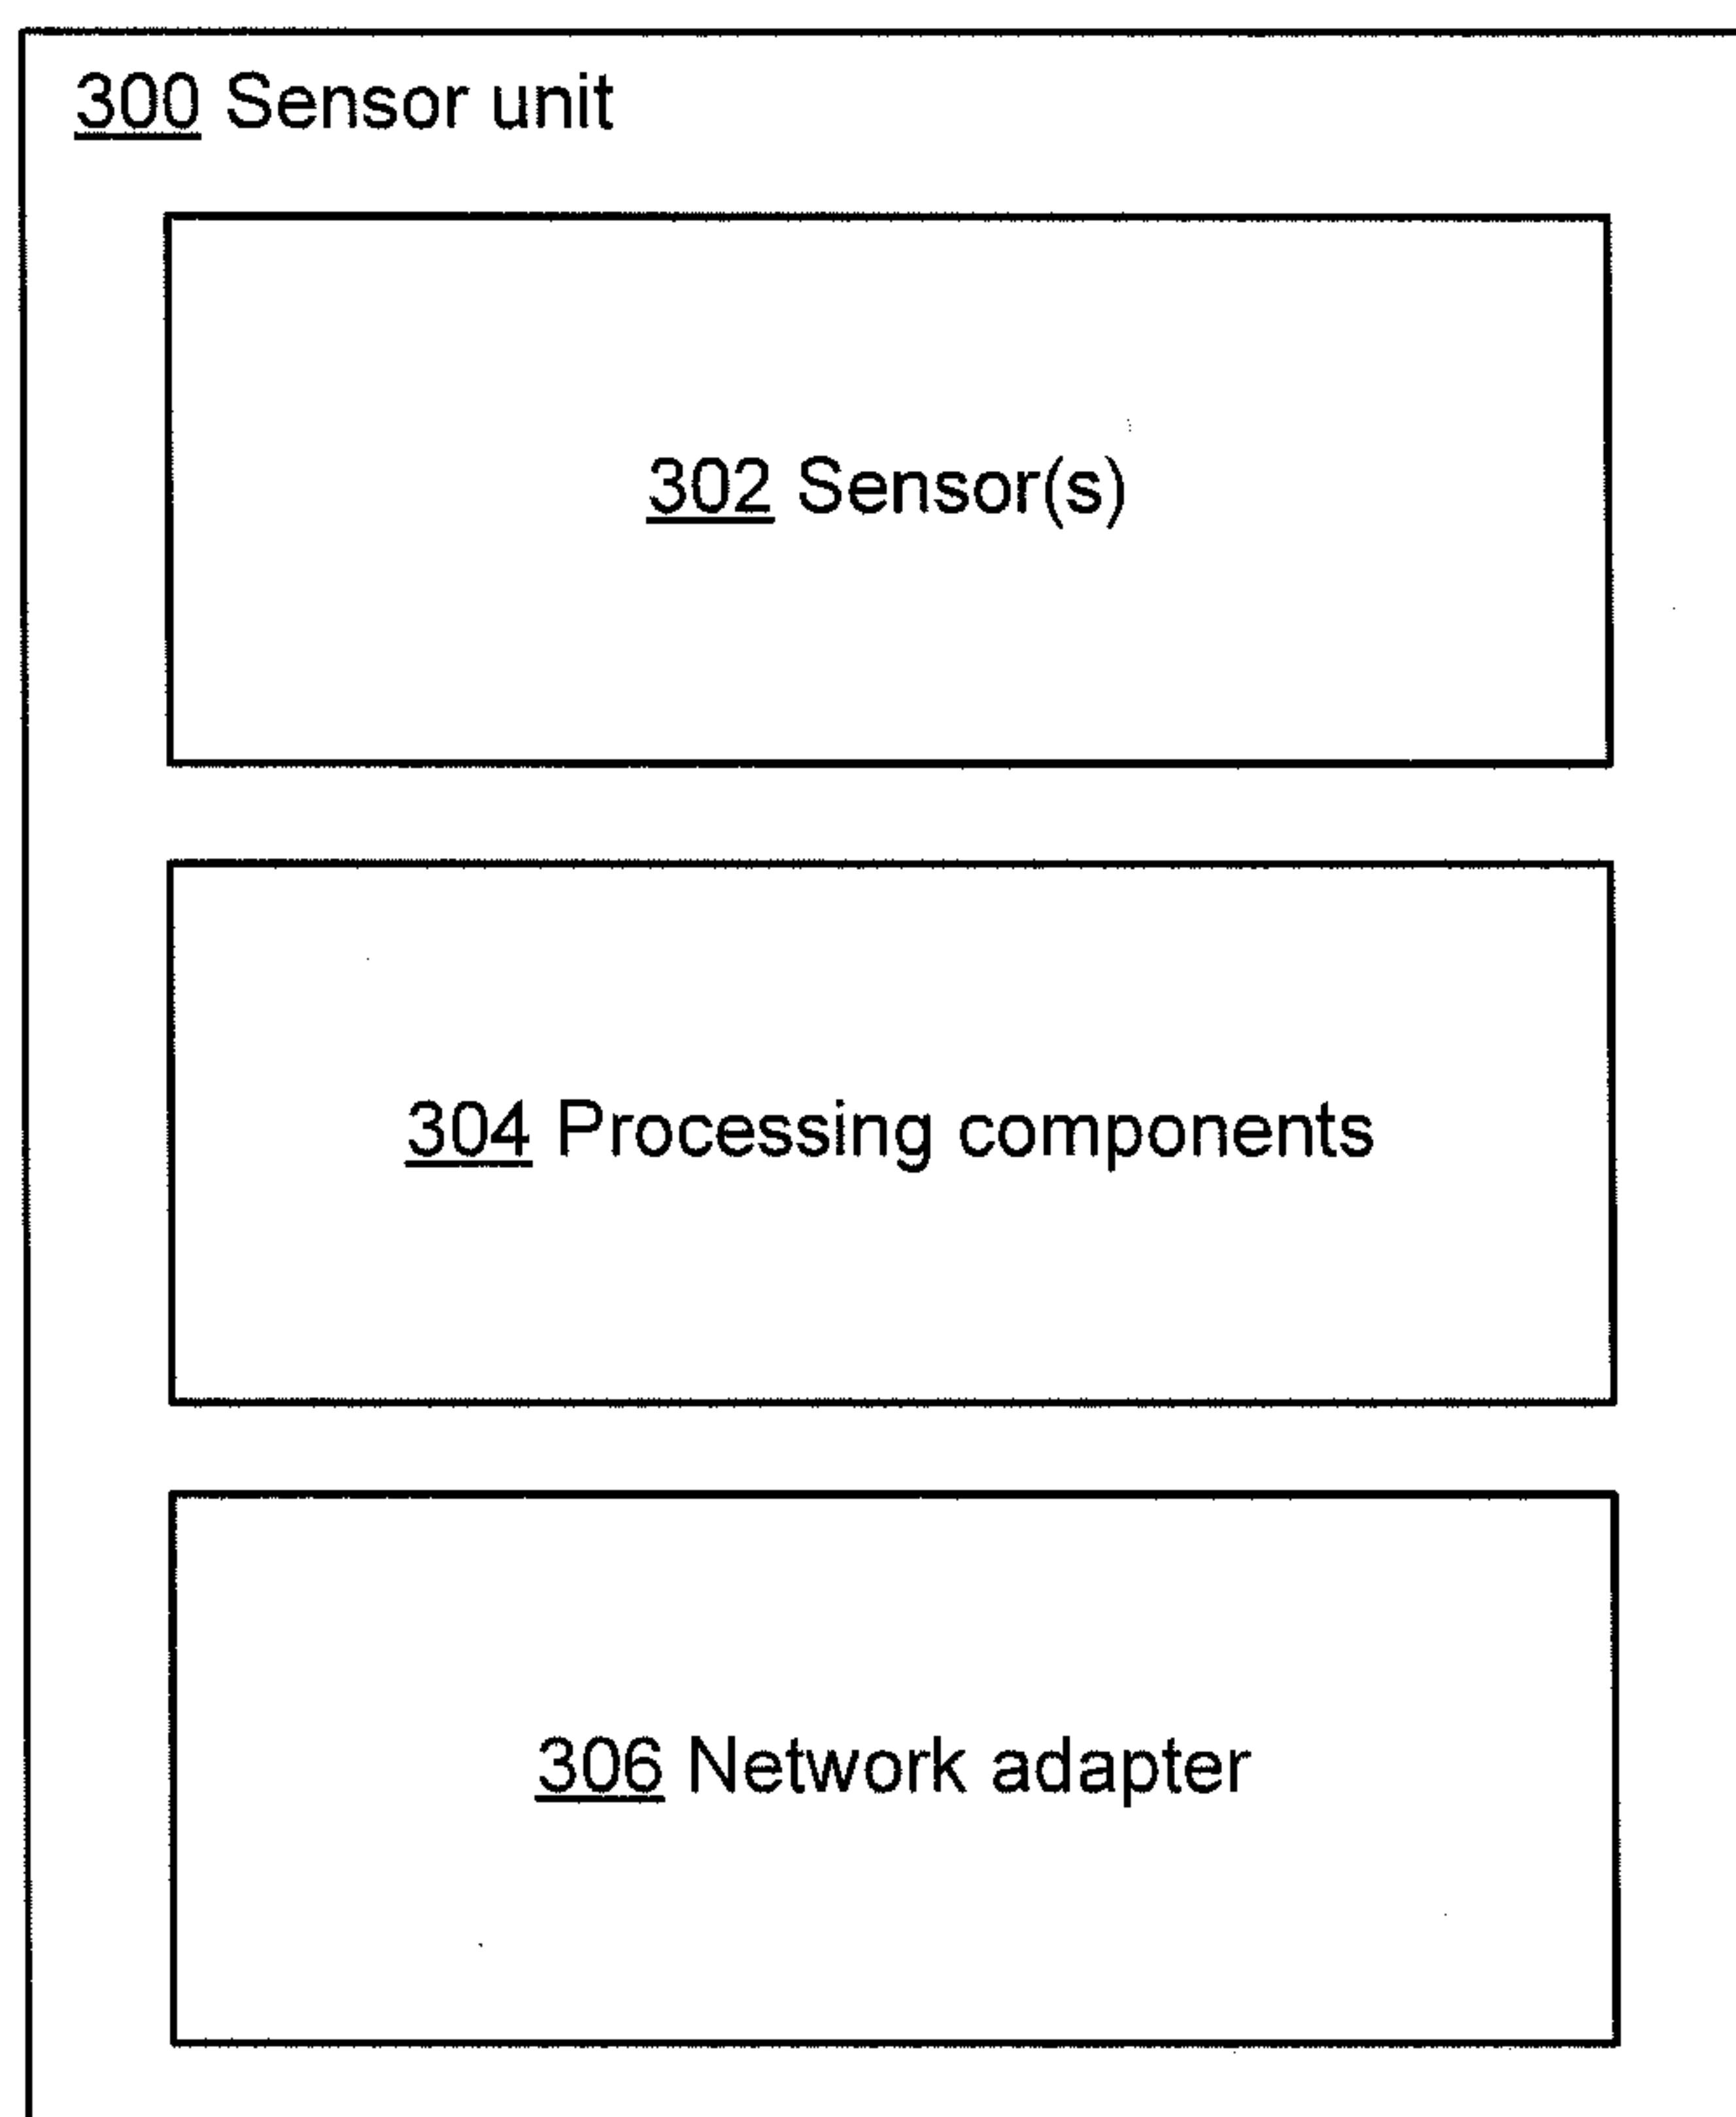 300 Sensor unit
302 Sensor(s)
304 Processing components
306 Network adapter